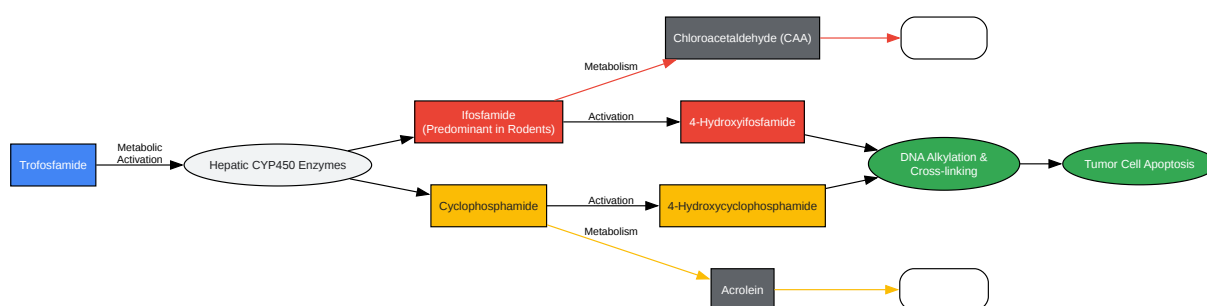 Chloroacetaldehyde (CAA)
Metabolism
Ifosfamide
(Predominant in Rodents)
Activation
4-Hydroxyifosfamide
Metabolic
Activation
Trofosfamide
Hepatic CYP450 Enzymes
DNA Alkylation &
Cross-linking
Tumor Cell Apoptosis
Cyclophosphamide
Activation
4-Hydroxycyclophosphamide
Metabolism
Acrolein